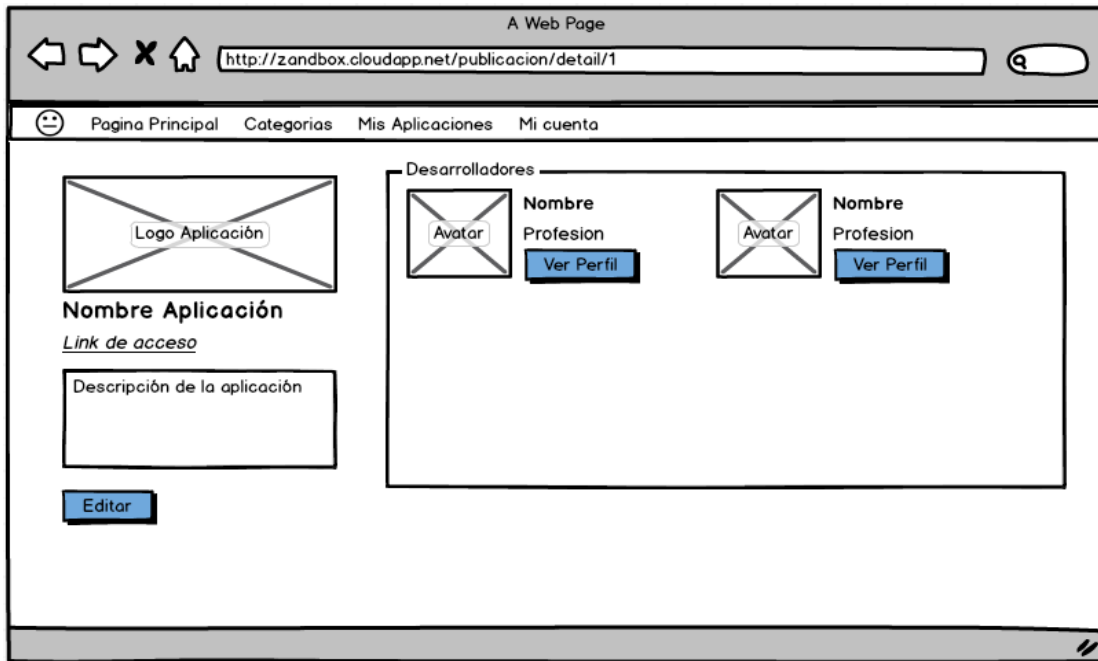 A Web Page
http://zandbox.cloudapp.net/publicacion/detail/1
Pagina Principal Categorias Mis Aplicaciones Mi cuenta
Logo Aplicación
Nombre Aplicación
Link de acceso
Descripción de la aplicación
Editar
Desarrolladores
Avatar
Nombre
Profesion
Ver Perfil
Avatar
Nombre
Profesion
Ver Perfil